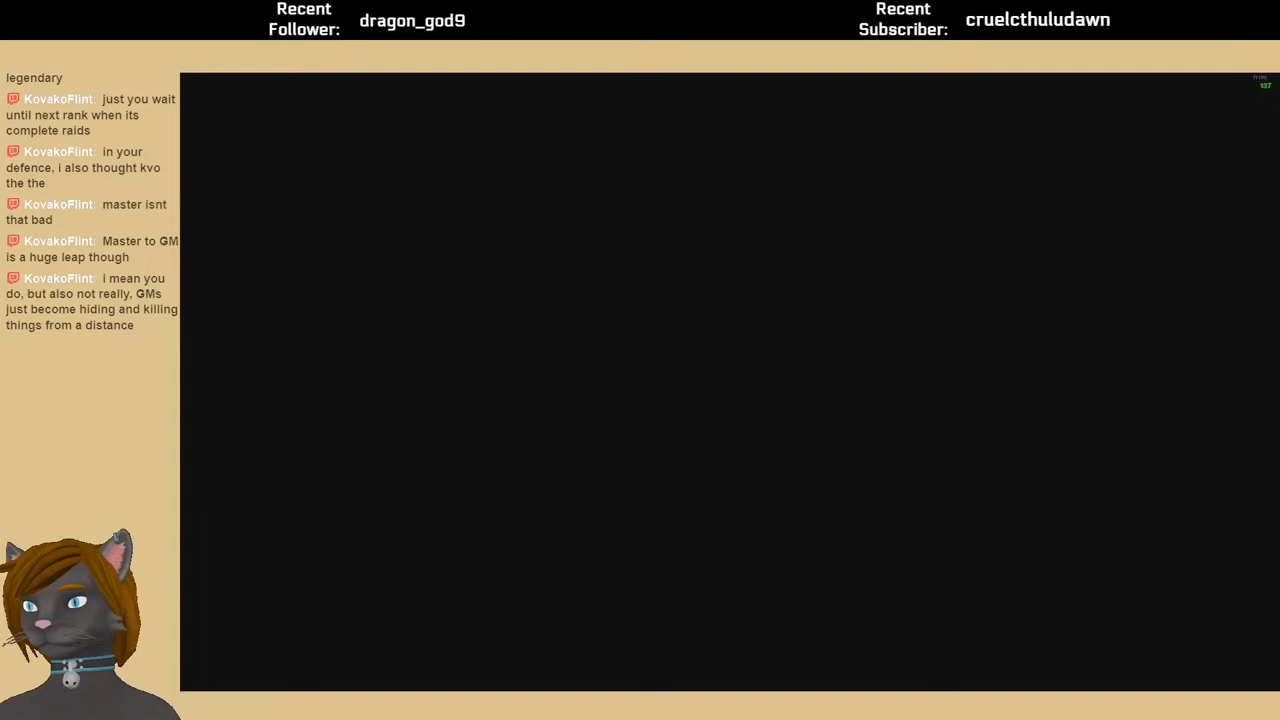 Recent
Follower:
dragon_god9
Recent
Subscriber:
cruelcthuludawn
legendary
KovakoFlint: just you wait
until next rank when its
complete raids
KovakoFlint: in your
defence, i also thought kvo
the the
KovakoFlint: master isnt
that bad
KovakoFlint: Master to GM
is a huge leap though
KovakoFlint: i mean you
do, but also not really, GMs
just become hiding and killing
things from a distance
137